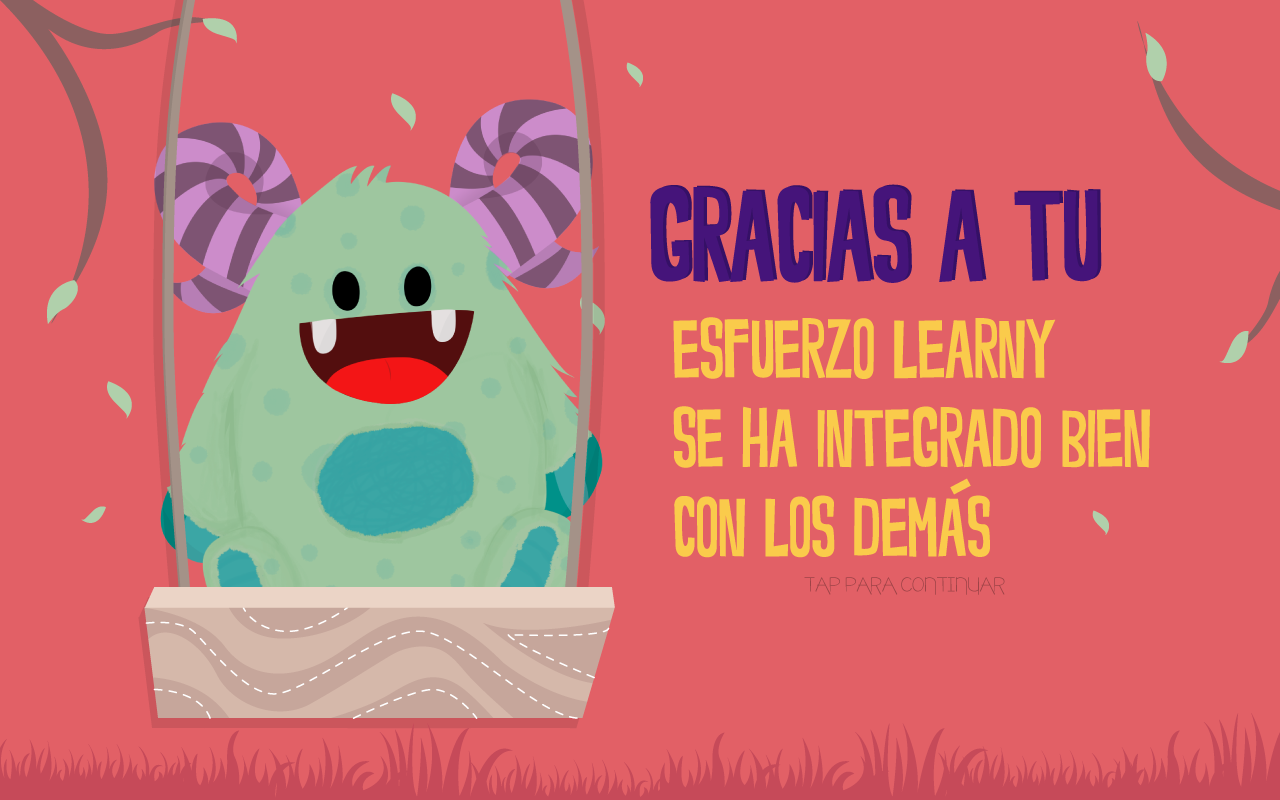 GRACIAS A TU
ESFUERZO LEARNY
SE HA INTEGRADO BIEN
CON LOS DEMÁS
TAP PARA CONTINUAR